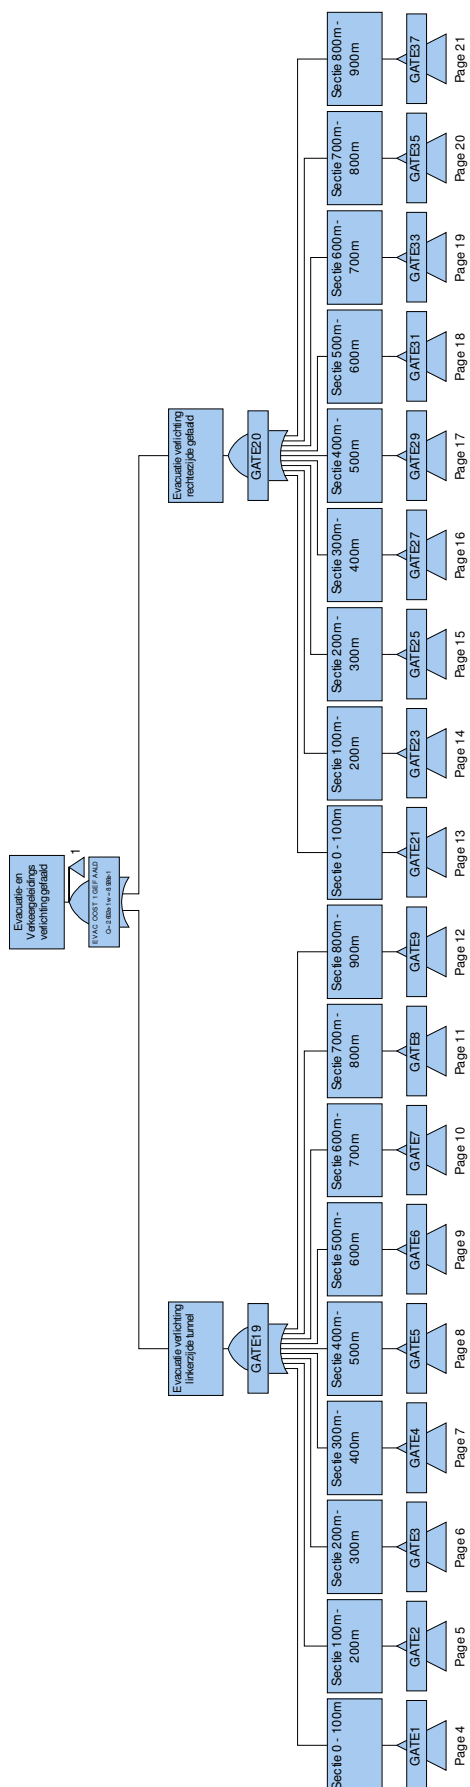 Evacuatie- en
Verkeergeleidings
verlichting gefaald
1
EVAC OOST 1 GEFAALD
Evacuatie verlichting
linkerzijde tunnel
GATE19
Evacuatie verlichting
rechterzijde gefaald
GATE20
Sectie 0 - 100m
GATE1
Page 4
Sectie 100m -
200m
GATE2
Page 5
Sectie 200m -
300m
GATE3
Page 6
Sectie 300m -
400m
GATE4
Page 7
Sectie 400m -
500m
GATE5
Page 8
Sectie 500m -
600m
GATE6
Page 9
Sectie 600m -
700m
GATE7
Page 10
Sectie 700m -
800m
GATE8
Page 11
Sectie 800m -
900m
GATE9
Page 12
Sectie 0 - 100m
GATE21
Page 13
Sectie 100m -
200m
GATE23
Page 14
Sectie 200m -
300m
GATE25
Page 15
Sectie 300m -
400m
GATE27
Page 16
Sectie 400m -
500m
GATE29
Page 17
Sectie 500m -
600m
GATE31
Page 18
Sectie 600m -
700m
GATE33
Page 19
Sectie 700m -
800m
GATE35
Page 20
Sectie 800m -
900m
GATE37
Page 21